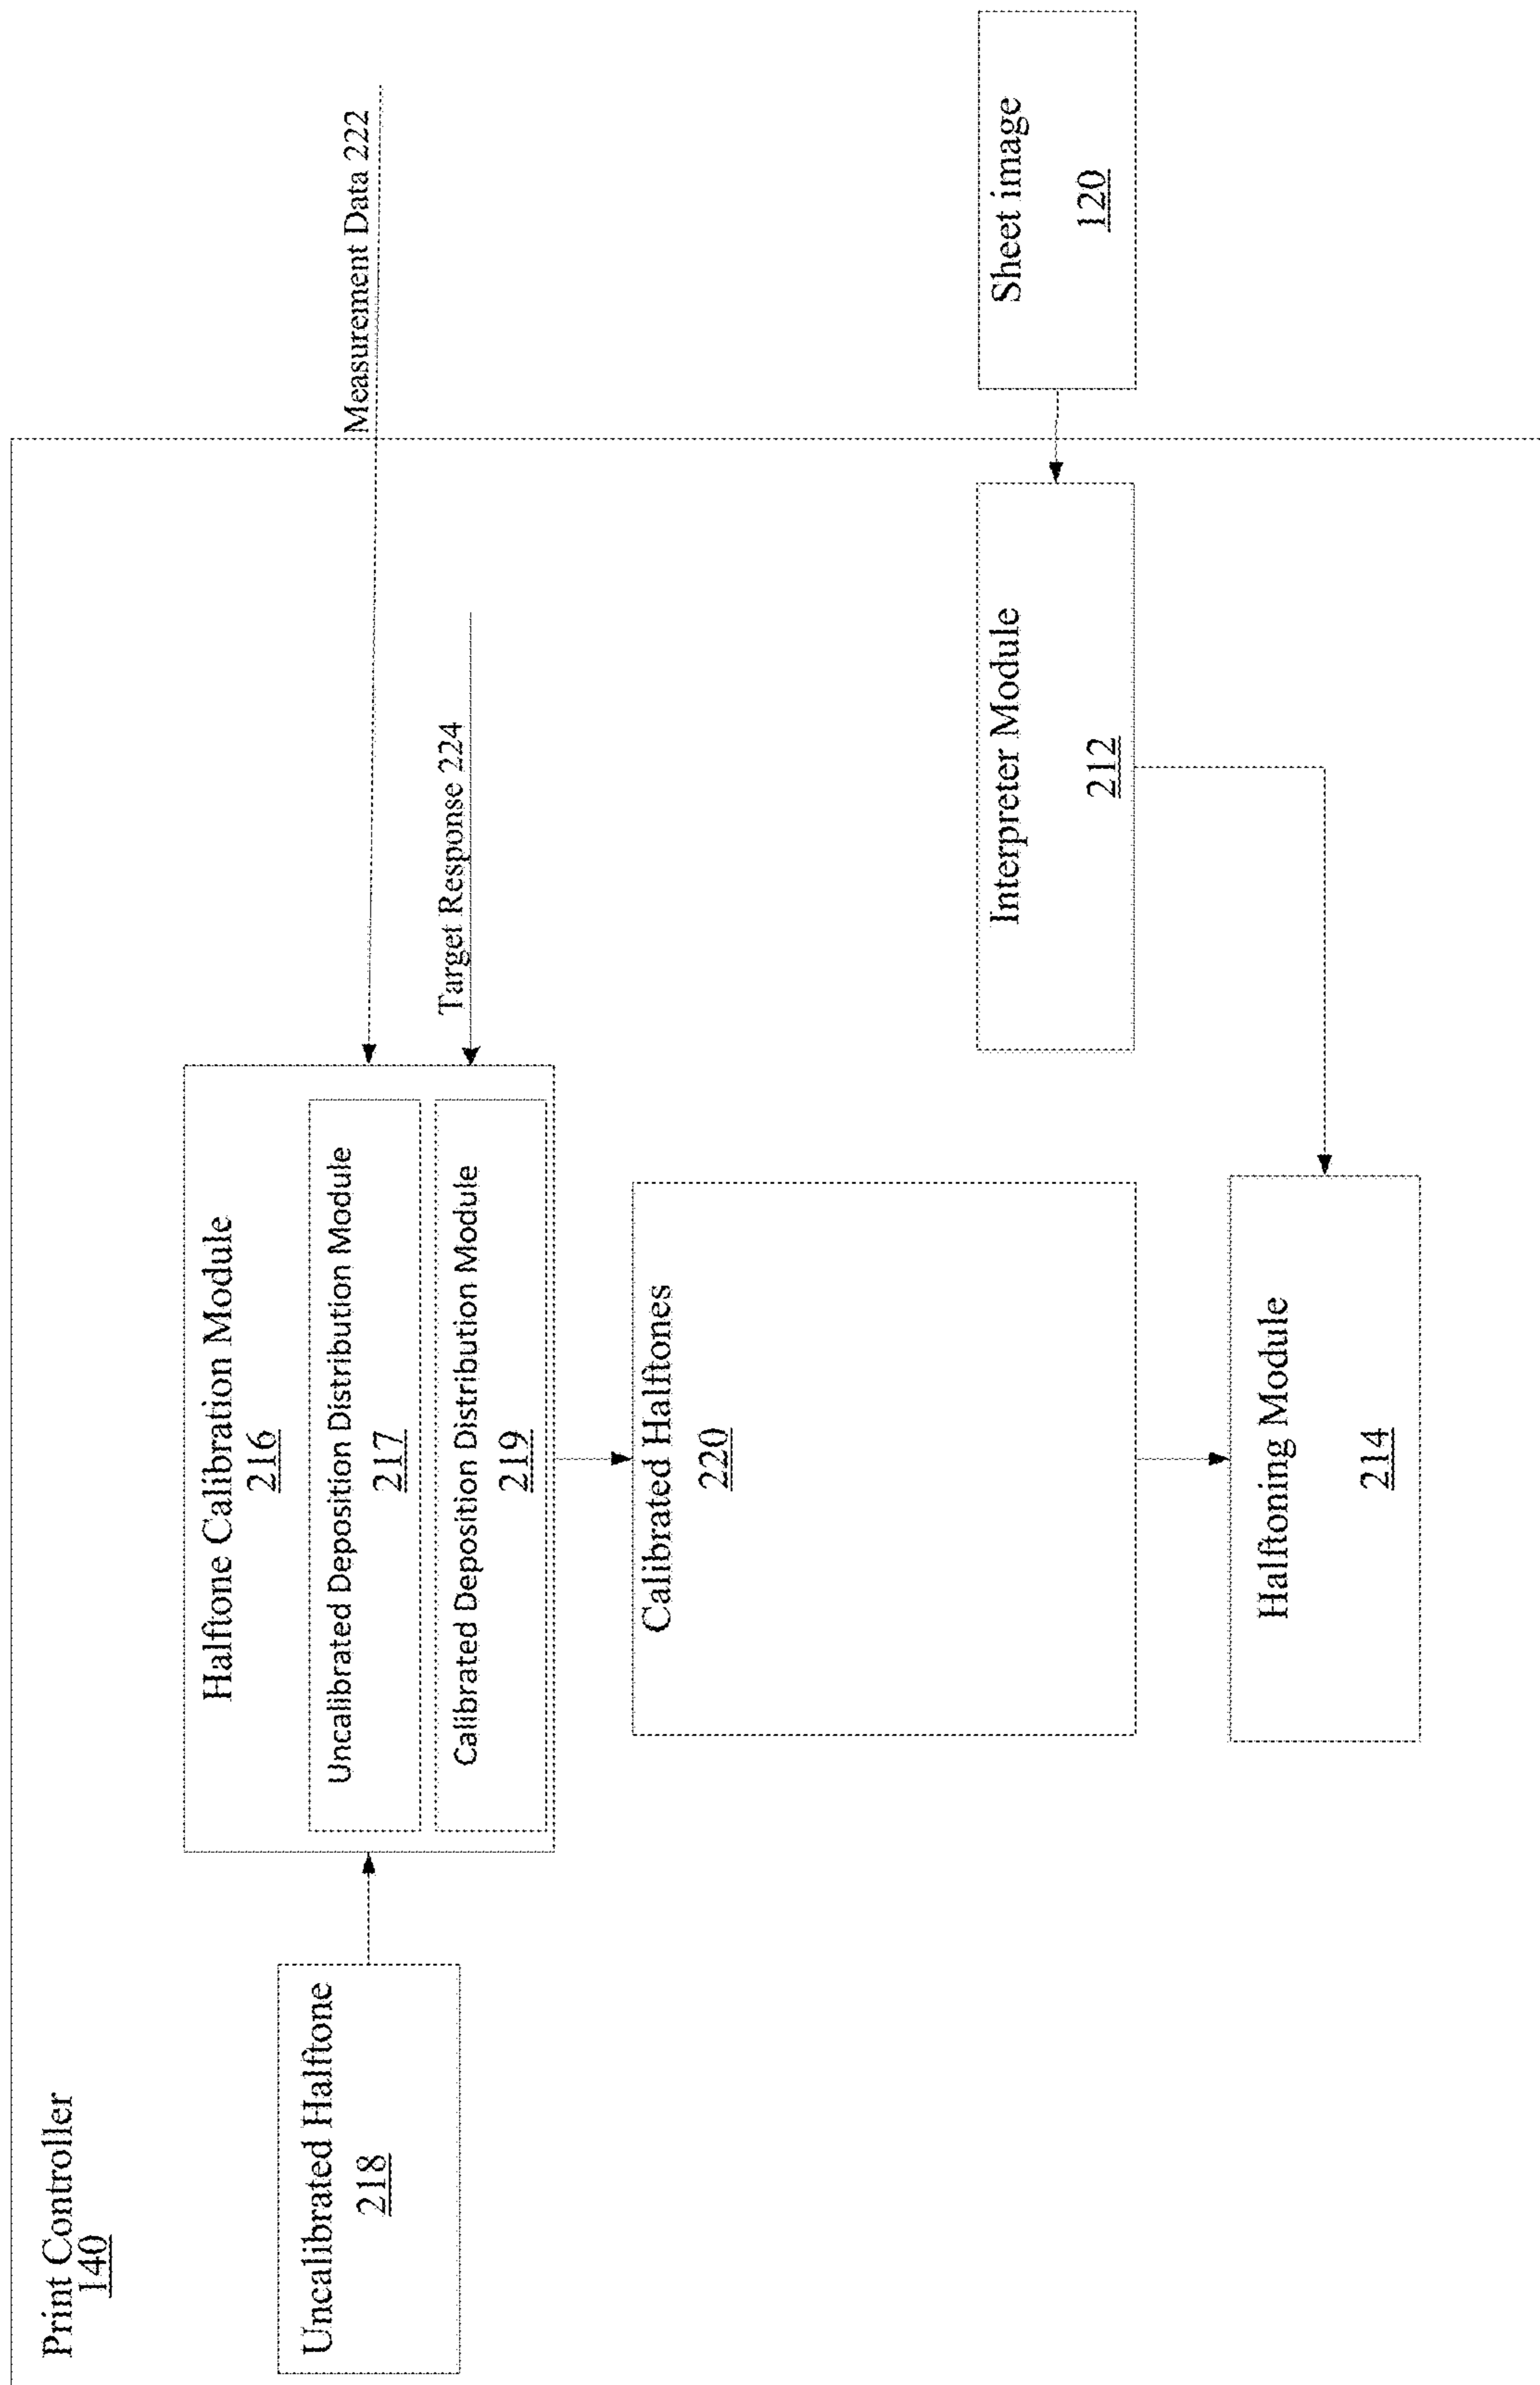 Print Controller
140
Uncalibrated Halftone
218
Halftone Calibration Module
216
Uncalibrated Deposition Distribution Module
217
Calibrated Deposition Distribution Module
219
Measurement Data 222
Target Response 224
Calibrated Halftones
220
Halftoning Module
214
Interpreter Module
212
Sheet image
120